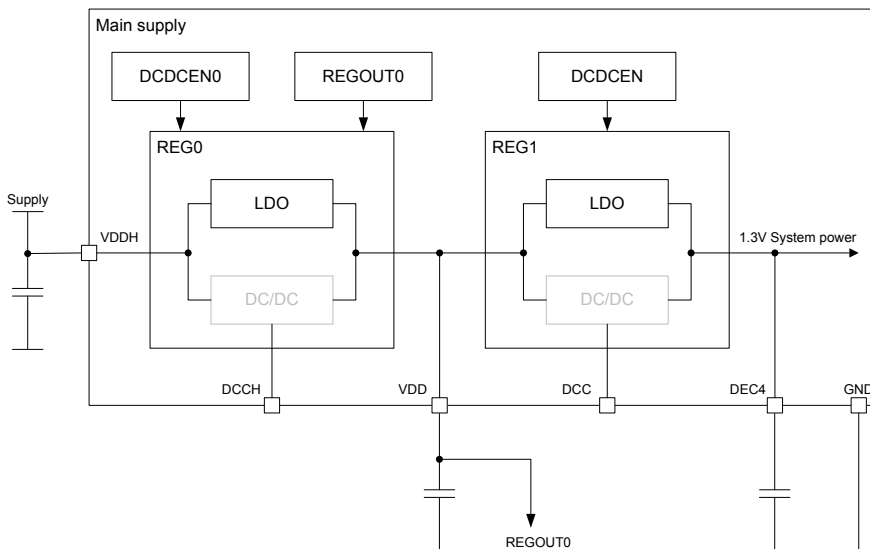 Main supply
DCDCEN0
REGOUT0
DCDCEN
REG0
REG1
LDO
LDO
Supply
VDDH
1.3V System power
DC/DC
DC/DC
DCCH
VDD
DCC
DEC4
GND
REGOUT0